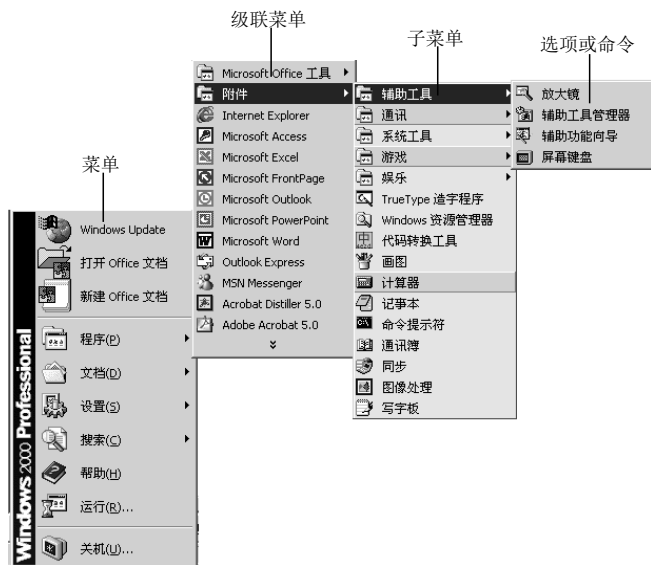 级联菜单
子菜单
选项或命令
菜单
Microsoft Office 工具
附件
Internet Explorer
Microsoft Access
Microsoft Excel
Microsoft FrontPage
Microsoft Outlook
Microsoft PowerPoint
Microsoft Word
Outlook Express
MSN Messenger
Acrobat Distiller 5.0
Adobe Acrobat 5.0
辅助工具
通讯
系统工具
游戏
娱乐
TrueType 造字程序
Windows 资源管理器
代码转换工具
画图
计算器
记事本
命令提示符
通讯簿
同步
图像处理
写字板
放大镜
辅助工具管理器
辅助功能向导
屏幕键盘
Windows Update
打开 Office 文档
新建 Office 文档
程序(P)
文档(D)
设置(S)
搜索(C)
帮助(H)
运行(R)...
关机(U)...
Windows 2000 Professional